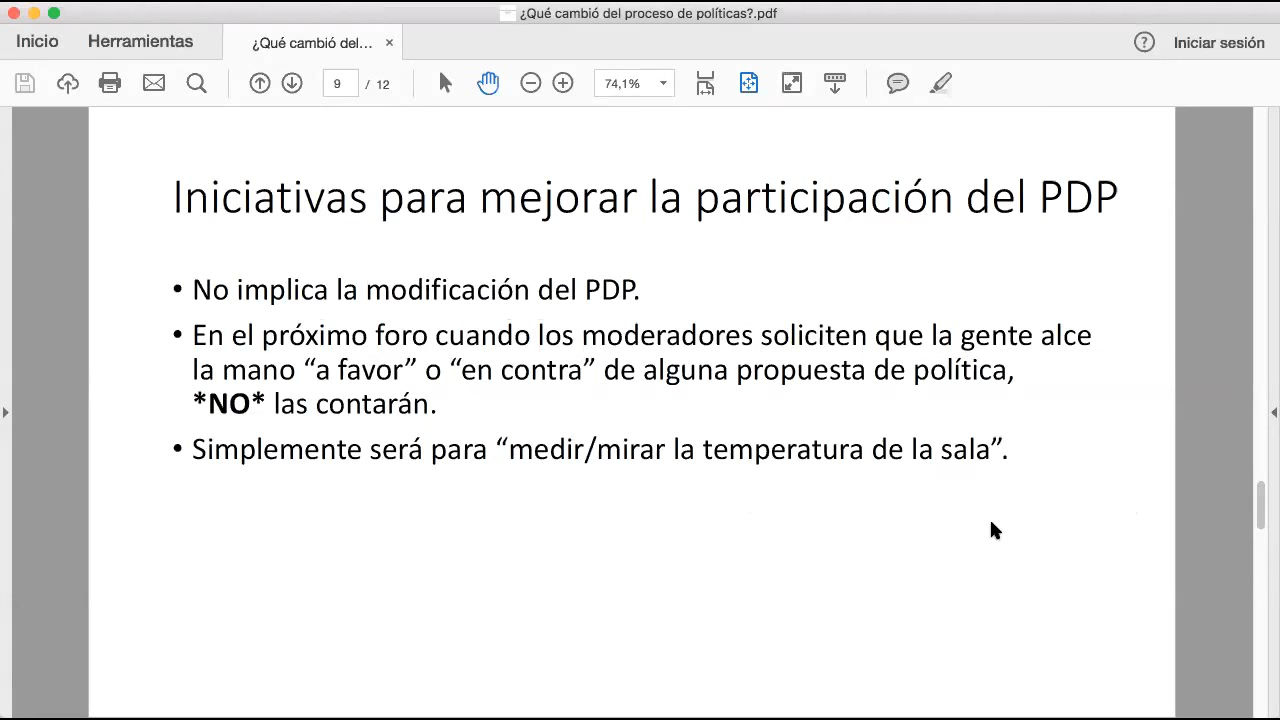 ¿Qué cambió del proceso de políticas?.pdf
Inicio Herramientas ¿Qué cambió del... × ? Iniciar sesión
9 / 12 74,1%
Iniciativas para mejorar la participación del PDP
• No implica la modificación del PDP.
• En el próximo foro cuando los moderadores soliciten que la gente alce
la mano “a favor” o “en contra” de alguna propuesta de política,
*NO* las contarán.
• Simplemente será para “medir/mirar la temperatura de la sala”.